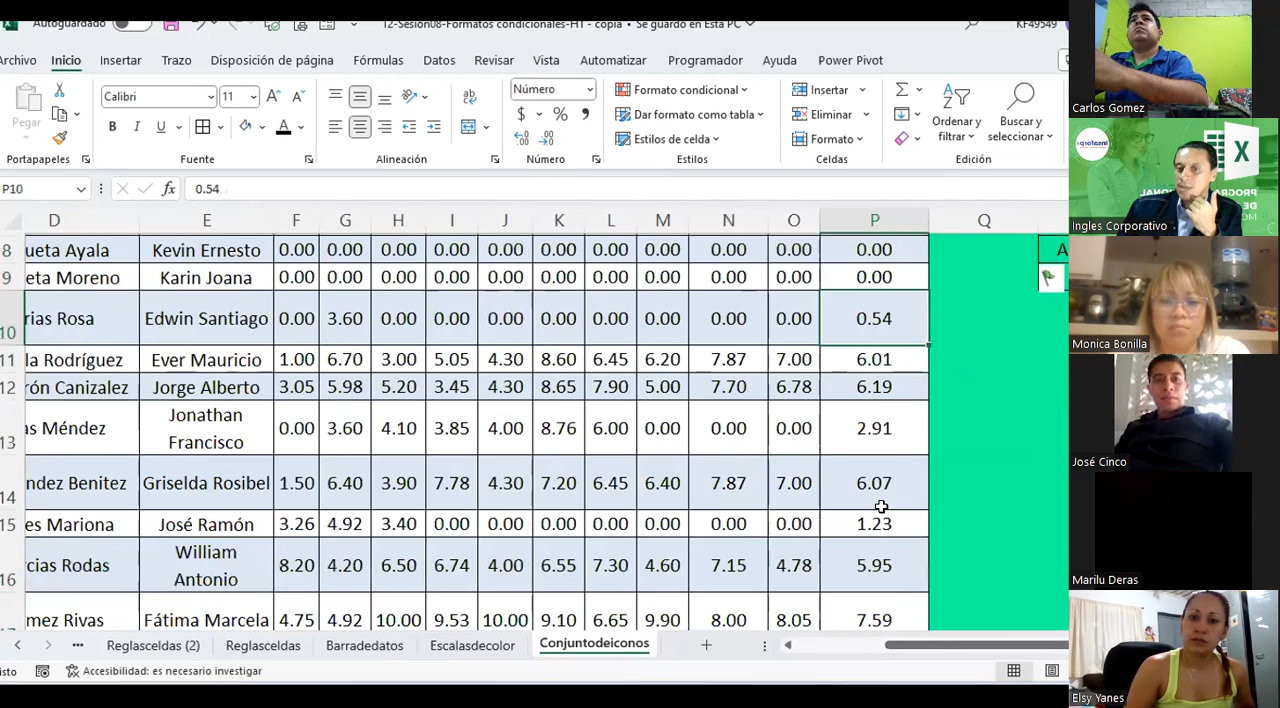 Autoguardado 12-Sesion08-Formatos condicionales-HT - copia • Se guardó en Esta PC KF49549
Archivo Inicio Insertar Trazo Disposición de página Fórmulas Datos Revisar Vista Automatizar Programador Ayuda Power Pivot
Pegar Calibri 11 Número Formato condicional Insertar Σ
N K S A $ % Dar formato como tabla Eliminar Ordenar y filtrar Buscar y seleccionar
Estilos de celda Formato
Portapapeles Fuente Alineación Número Estilos Celdas Edición
P10 fx 0.54
D E F G H I J K L M N O P Q
8 ueta Ayala Kevin Ernesto 0.00 0.00 0.00 0.00 0.00 0.00 0.00 0.00 0.00 0.00 0.00 A
9 eta Moreno Karin Joana 0.00 0.00 0.00 0.00 0.00 0.00 0.00 0.00 0.00 0.00 0.00
10 rias Rosa Edwin Santiago 0.00 3.60 0.00 0.00 0.00 0.00 0.00 0.00 0.00 0.00 0.54
11 la Rodríguez Ever Mauricio 1.00 6.70 3.00 5.05 4.30 8.60 6.45 6.20 7.87 7.00 6.01
12 rón Canizalez Jorge Alberto 3.05 5.98 5.20 3.45 4.30 8.65 7.90 5.00 7.70 6.78 6.19
13 as Méndez Jonathan Francisco 0.00 3.60 4.10 3.85 4.00 8.76 6.00 0.00 0.00 0.00 2.91
14 ndez Benitez Griselda Rosibel 1.50 6.40 3.90 7.78 4.30 7.20 6.45 6.40 7.87 7.00 6.07
15 es Mariona José Ramón 3.26 4.92 3.40 0.00 0.00 0.00 0.00 0.00 0.00 0.00 1.23
16 cias Rodas William Antonio 8.20 4.20 6.50 6.74 4.00 6.55 7.30 4.60 7.15 4.78 5.95
mez Rivas Fátima Marcela 4.75 4.92 10.00 9.53 10.00 9.10 6.65 9.90 8.00 8.05 7.59
Reglasceldas (2) Reglasceldas Barradedatos Escalasdecolor Conjuntodeiconos
isto Accesibilidad: es necesario investigar
Carlos Gomez
Ingles Corporativo
Monica Bonilla
José Cinco
Marilu Deras
Elsy Yanes